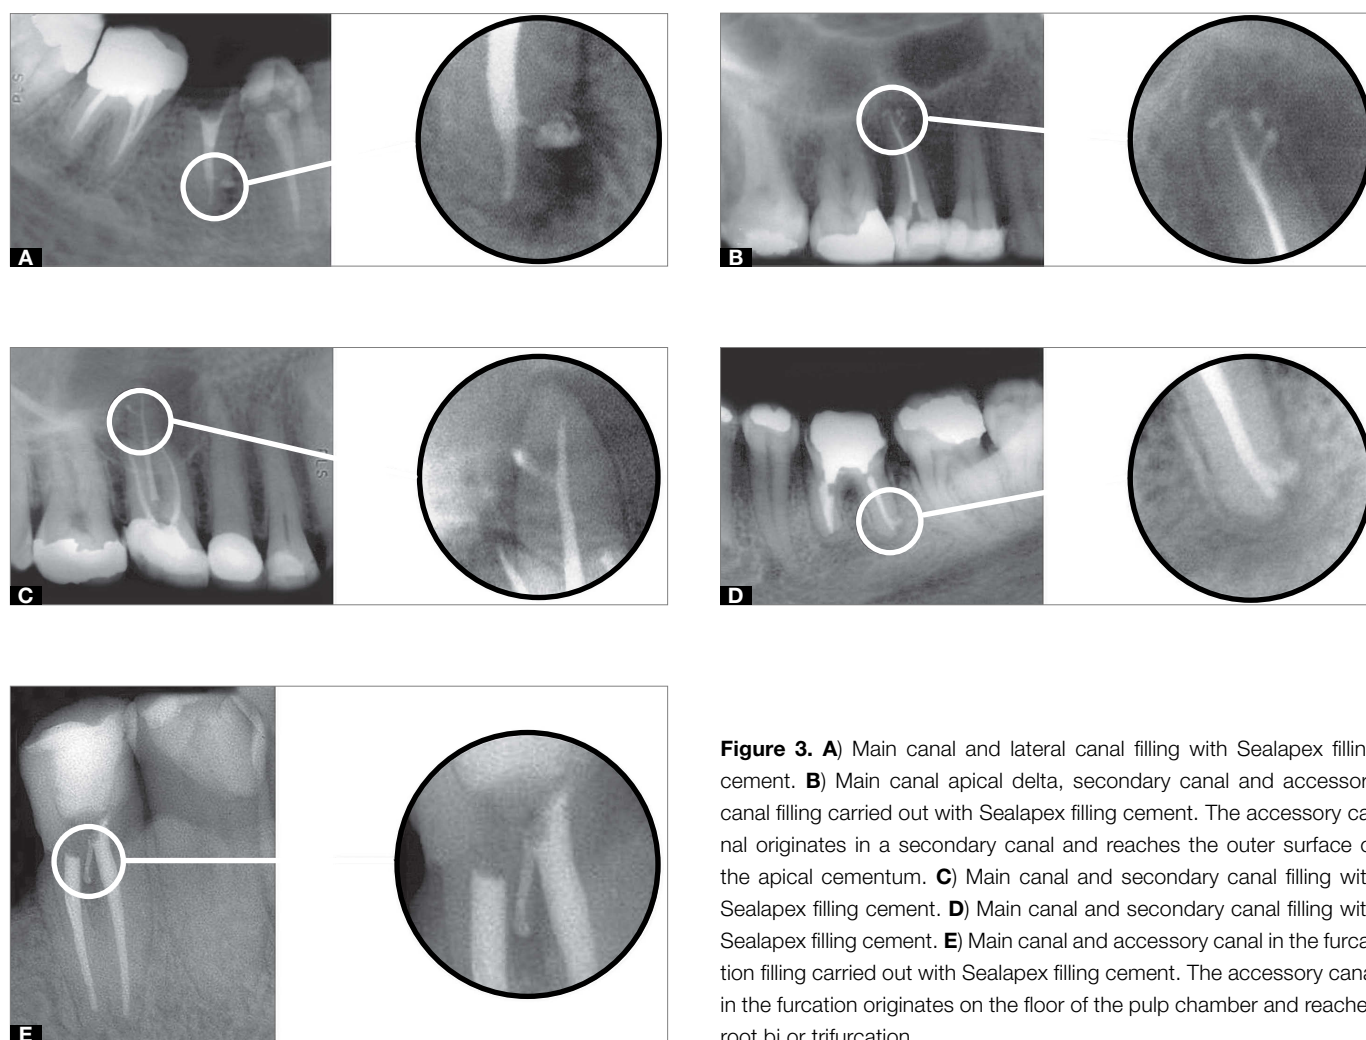 A
B
C
D
E
Figure 3. A) Main canal and lateral canal filling with Sealapex fillin
cement. B) Main canal apical delta, secondary canal and accessor
canal filling carried out with Sealapex filling cement. The accessory ca
nal originates in a secondary canal and reaches the outer surface o
the apical cementum. C) Main canal and secondary canal filling wit
Sealapex filling cement. D) Main canal and secondary canal filling wit
Sealapex filling cement. E) Main canal and accessory canal in the furca
tion filling carried out with Sealapex filling cement. The accessory cana
in the furcation originates on the floor of the pulp chamber and reache
root bi or trifurcation